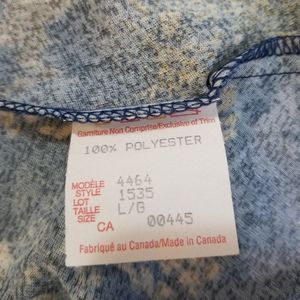 Garniture Non Comprise/Exclusive of Trim
100% POLYESTER
MODÈLE
STYLE 4464
LOT 1535
TAILLE
SIZE L/G
CA 00445
Fabriqué au Canada/Made in Canada